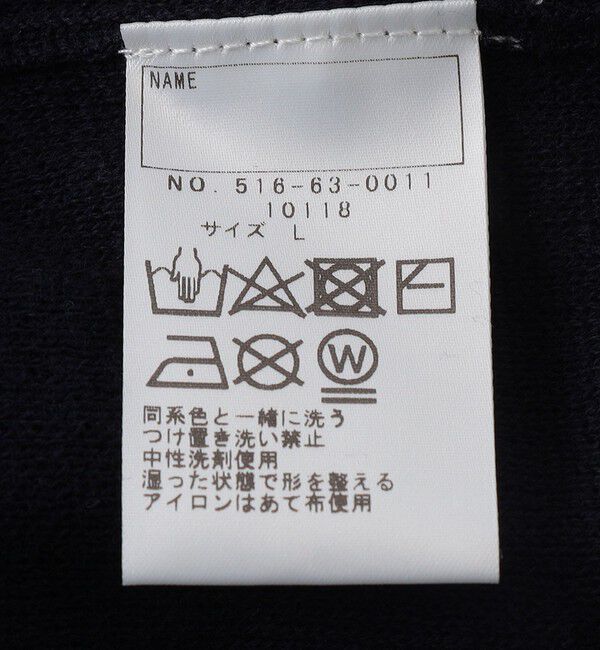 NAME
NO. 516-63-0011
10118
サイズ L
W
同系色と一緒に洗う
つけ置き洗い禁止
中性洗剤使用
湿った状態で形を整える
アイロンはあて布使用